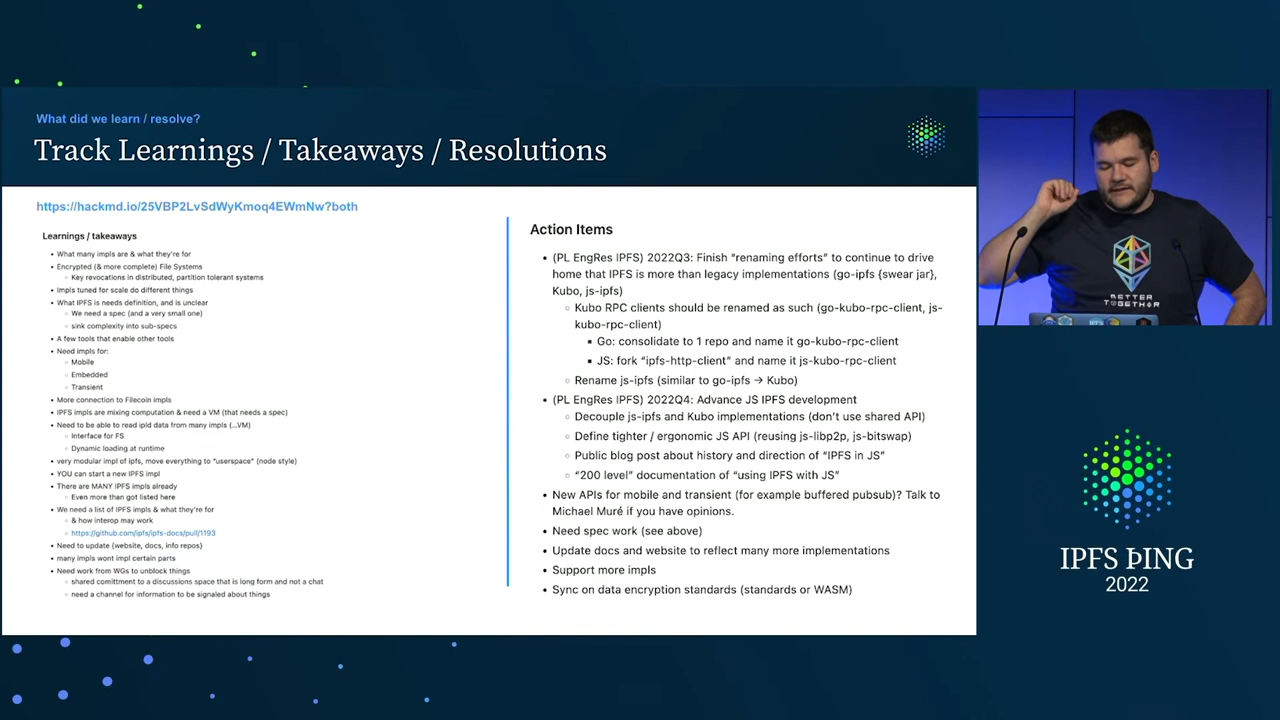 What did we learn / resolve?
Track Learnings / Takeaways / Resolutions
https://hackmd.io/25VBP2LvSdWyKmoq4EWmNw?both
Learnings / takeaways
• What many impls are & what they're for
• Encrypted (& more complete) File Systems
◦ Key revocations in distributed, partition tolerant systems
• Impls tuned for scale do different things
• What IPFS is needs definition, and is unclear
◦ We need a spec (and a very small one)
◦ sink complexity into sub-specs
• A few tools that enable other tools
• Need impls for:
◦ Mobile
◦ Embedded
◦ Transient
• More connection to Filecoin impls
• IPFS impls are mixing computation & need a VM (that needs a spec)
• Need to be able to read ipld data from many impls (...VM)
◦ Interface for FS
◦ Dynamic loading at runtime
• very modular impl of ipfs, move everything to "userspace" (node style)
• YOU can start a new IPFS impl
• There are MANY IPFS impls already
◦ Even more than got listed here
• We need a list of IPFS impls & what they're for
◦ & how interop may work
◦ https://github.com/ipfs/ipfs-docs/pull/1193
• Need to update {website, docs, info repos}
• many impls wont impl certain parts
• Need work from WGs to unblock things
◦ shared comittment to a discussions space that is long form and not a chat
◦ need a channel for information to be signaled about things
Action Items
• (PL EngRes IPFS) 2022Q3: Finish "renaming efforts" to continue to drive
home that IPFS is more than legacy implementations (go-ipfs {swear jar},
Kubo, js-ipfs)
◦ Kubo RPC clients should be renamed as such (go-kubo-rpc-client, js-
kubo-rpc-client)
▪ Go: consolidate to 1 repo and name it go-kubo-rpc-client
▪ JS: fork "ipfs-http-client" and name it js-kubo-rpc-client
◦ Rename js-ipfs (similar to go-ipfs → Kubo)
• (PL EngRes IPFS) 2022Q4: Advance JS IPFS development
◦ Decouple js-ipfs and Kubo implementations (don't use shared API)
◦ Define tighter / ergonomic JS API (reusing js-libp2p, js-bitswap)
◦ Public blog post about history and direction of "IPFS in JS"
◦ "200 level" documentation of "using IPFS with JS"
• New APIs for mobile and transient (for example buffered pubsub)? Talk to
Michael Muré if you have opinions.
• Need spec work (see above)
• Update docs and website to reflect many more implementations
• Support more impls
• Sync on data encryption standards (standards or WASM)
BETTER
TOGETHER
IPFS ÞING
2022